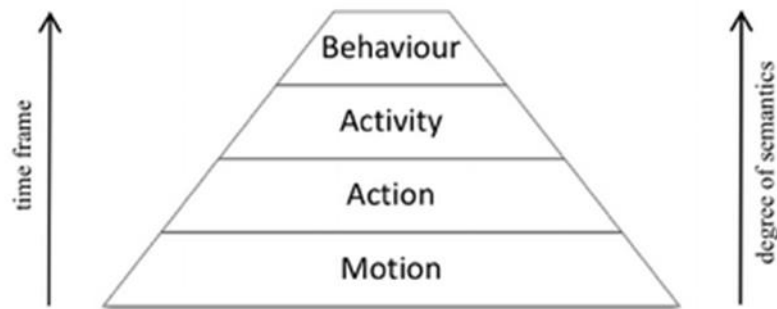 Behaviour
Activity
Action
Motion
time frame
degree of semantics